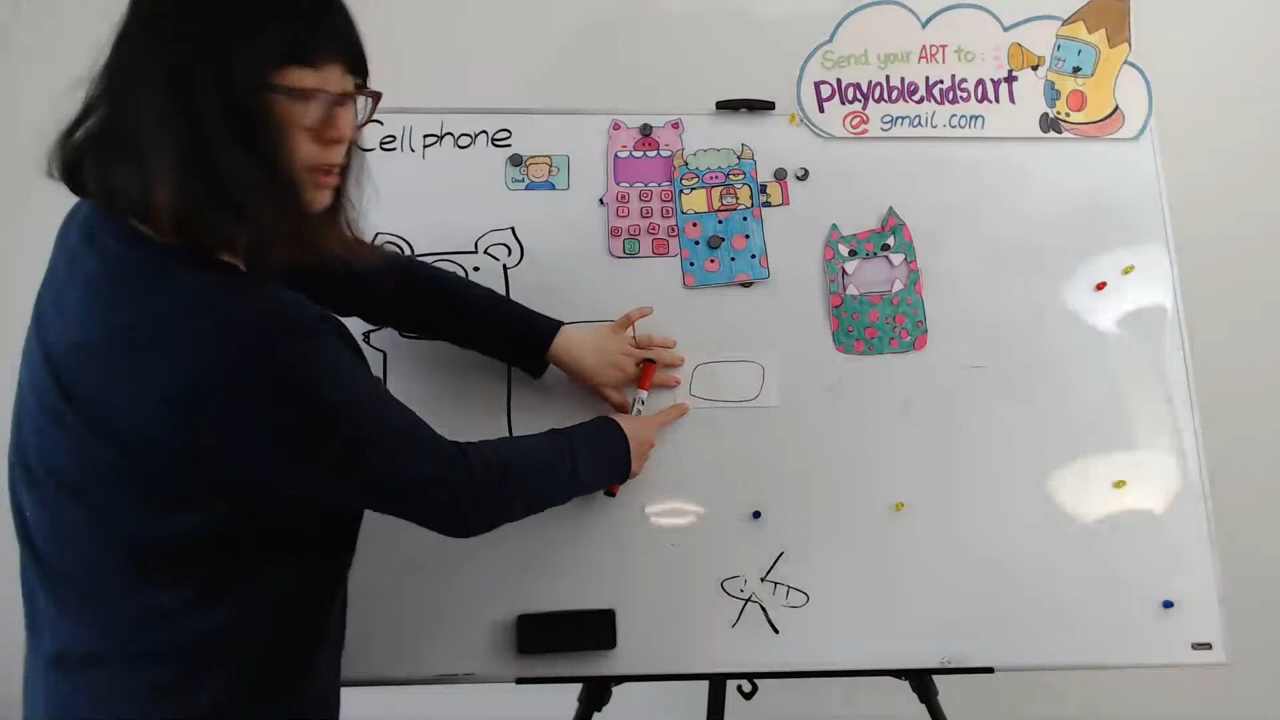 Send your ART to:
playablekidsart
@ gmail.com
Cellphone
Dad